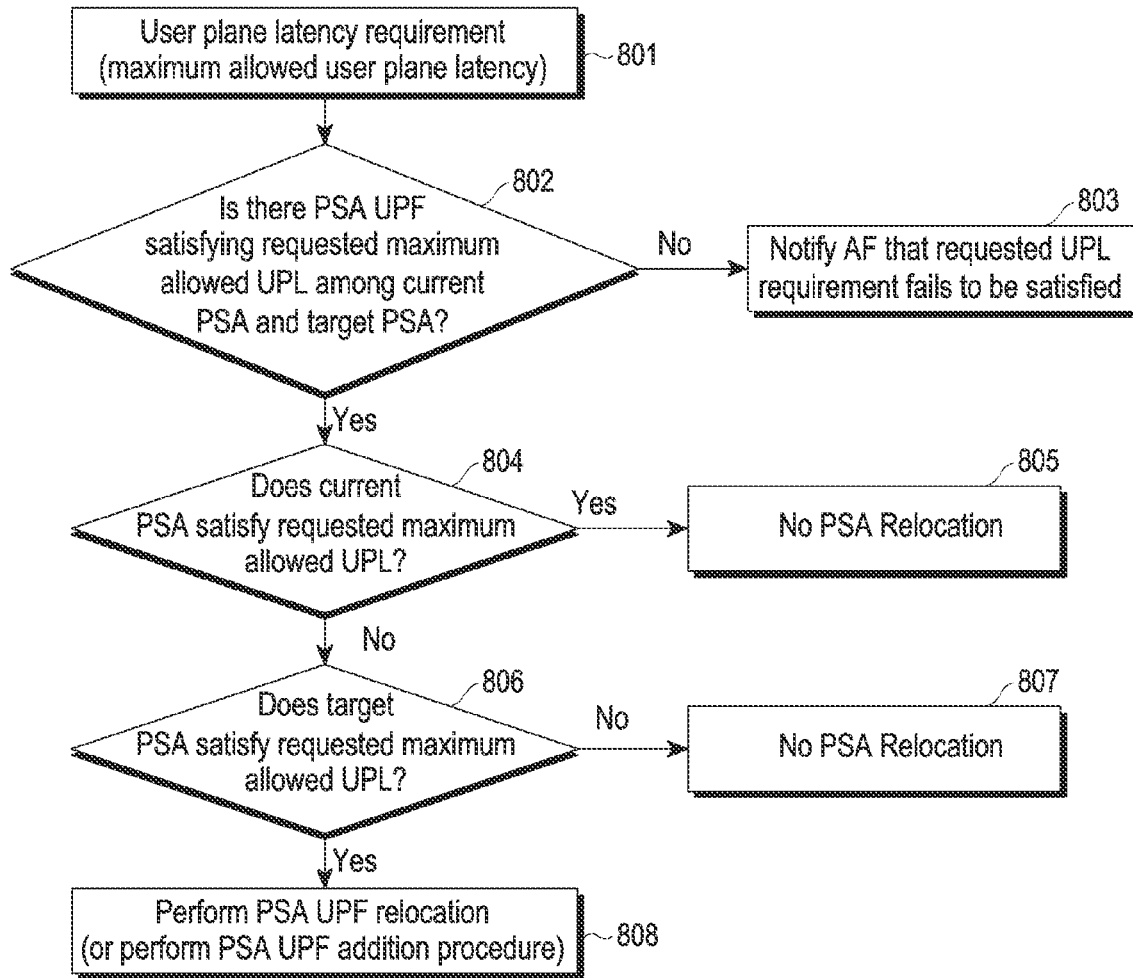 User plane latency requirement
(maximum allowed user plane latency)
801
802
Is there PSA UPF
satisfying requested maximum
allowed UPL among current
PSA and target PSA?
No
803
Notify AF that requested UPL
requirement fails to be satisfied
Yes
804
Does current
PSA satisfy requested maximum
allowed UPL?
Yes
805
No PSA Relocation
No
806
Does target
PSA satisfy requested maximum
allowed UPL?
No
807
No PSA Relocation
Yes
Perform PSA UPF relocation
(or perform PSA UPF addition procedure)
808